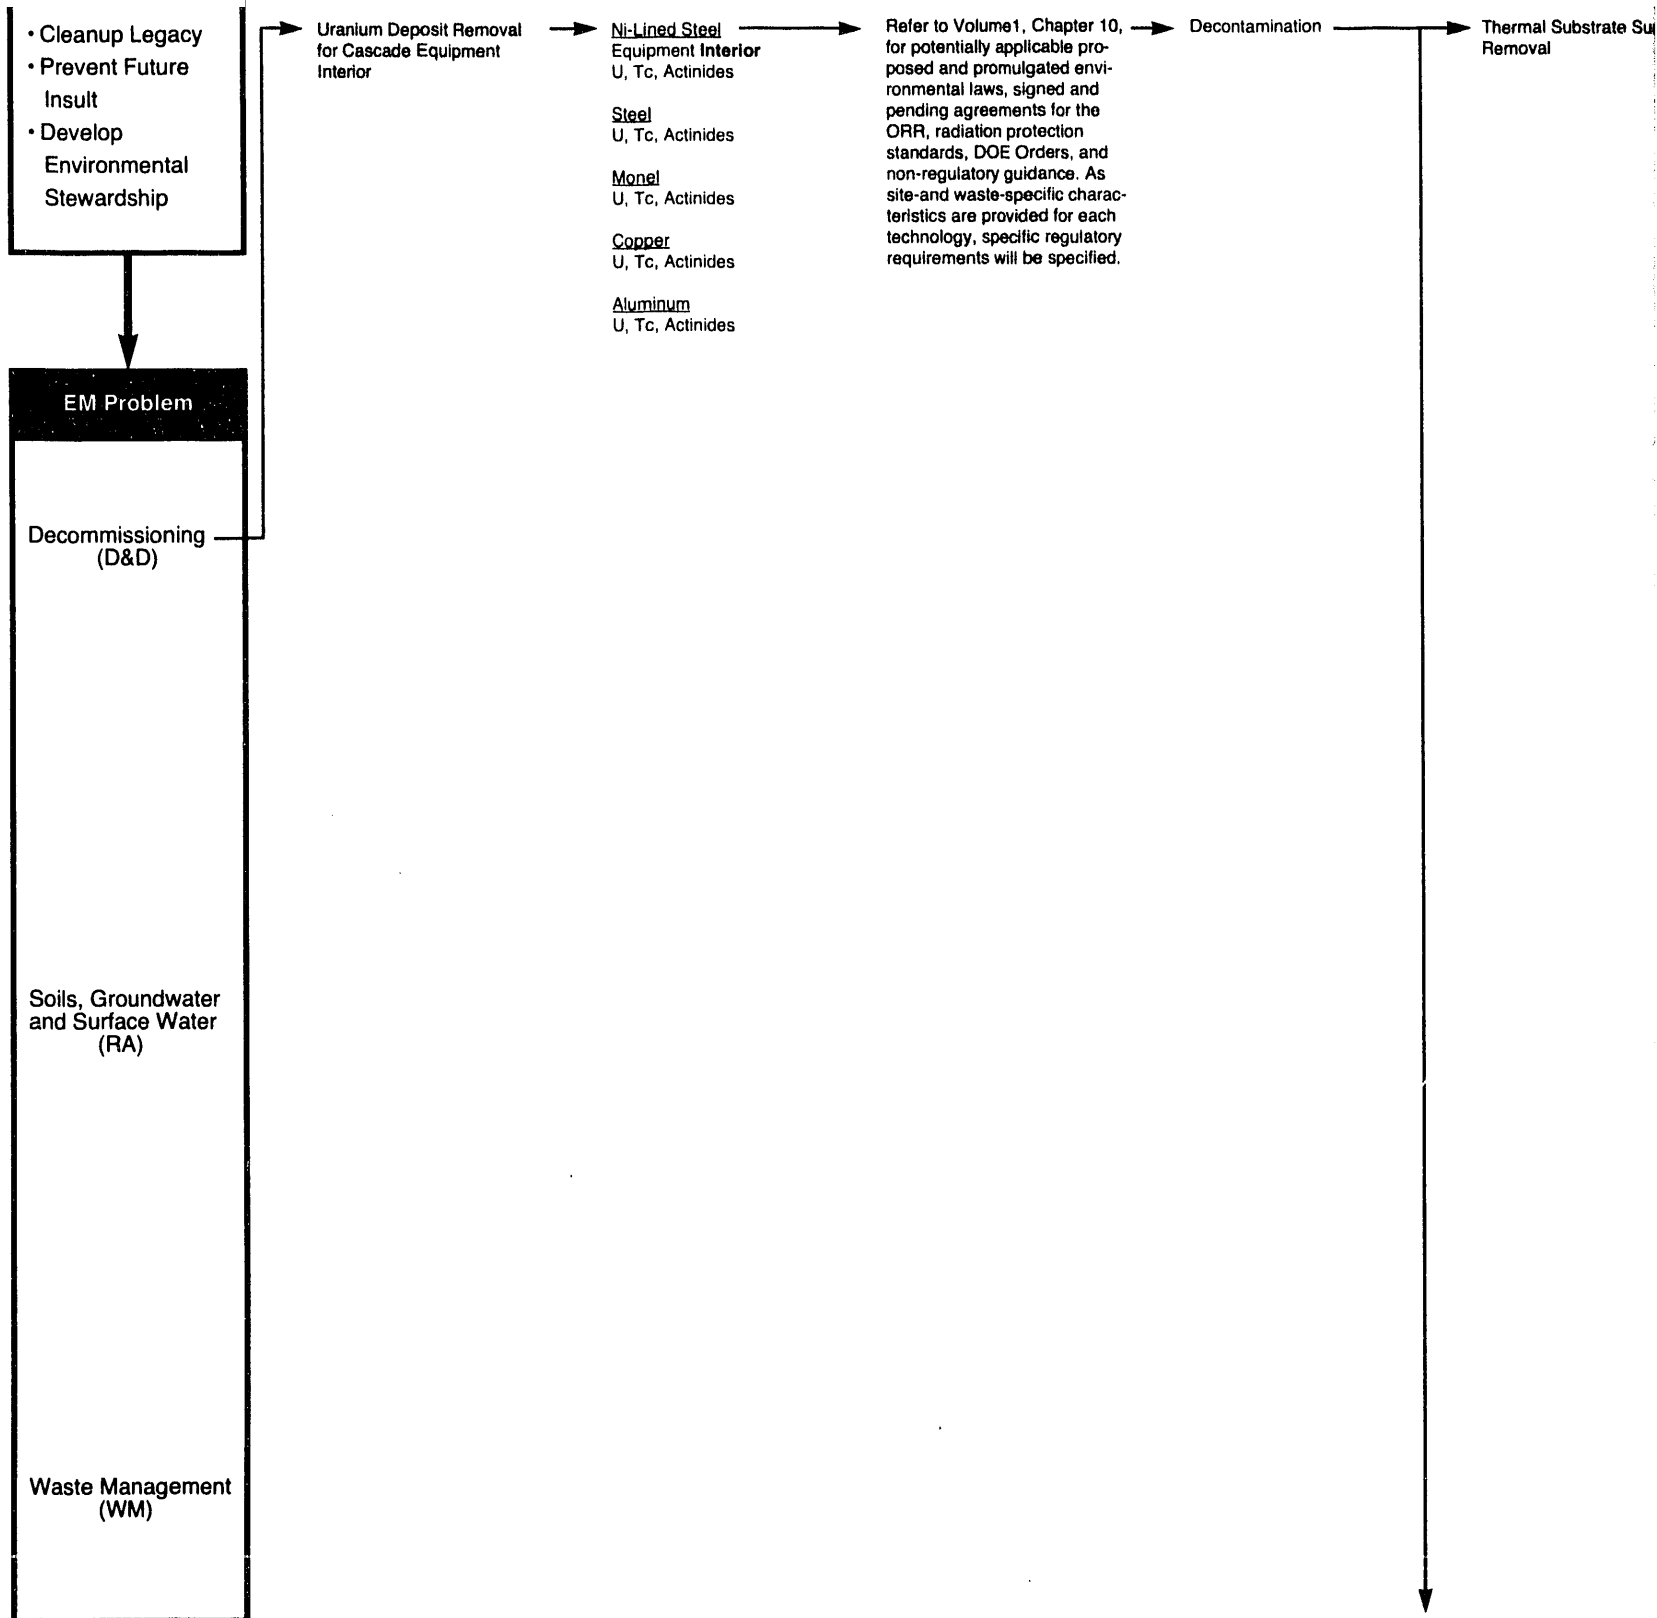 • Cleanup Legacy
• Prevent Future
Insult
• Develop
Environmental
Stewardship
EM Problem
Decommissioning
(D&D)
Soils, Groundwater
and Surface Water
(RA)
Waste Management
(WM)
Uranium Deposit Removal
for Cascade Equipment
Interior
Ni-Lined Steel
Equipment Interior
U, Tc, Actinides
Steel
U, Tc, Actinides
Monel
U, Tc, Actinides
Copper
U, Tc, Actinides
Aluminum
U, Tc, Actinides
Refer to Volume1, Chapter 10,
for potentially applicable pro-
posed and promulgated envi-
ronmental laws, signed and
pending agreements for the
ORR, radiation protection
standards, DOE Orders, and
non-regulatory guidance. As
site-and waste-specific charac-
teristics are provided for each
technology, specific regulatory
requirements will be specified.
Decontamination
Thermal Substrate
Removal